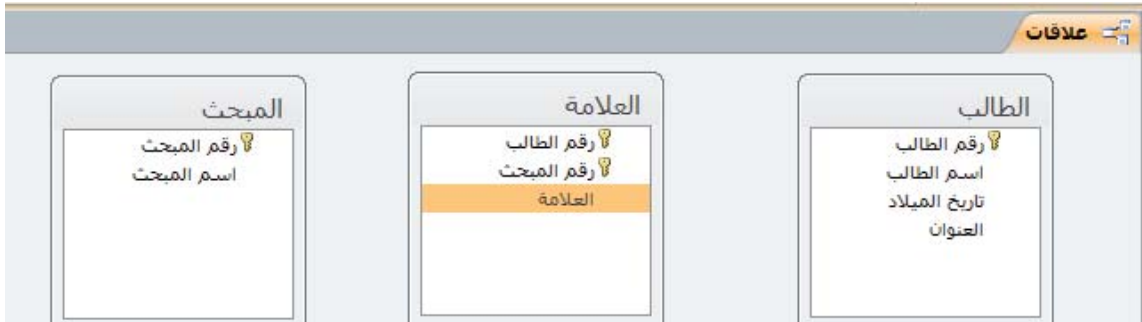 علاقات
الطالب
رقم الطالب
اسم الطالب
تاريخ الميلاد
العنوان
العلامة
رقم الطالب
رقم المبحث
العلامة
المبحث
رقم المبحث
اسم المبحث